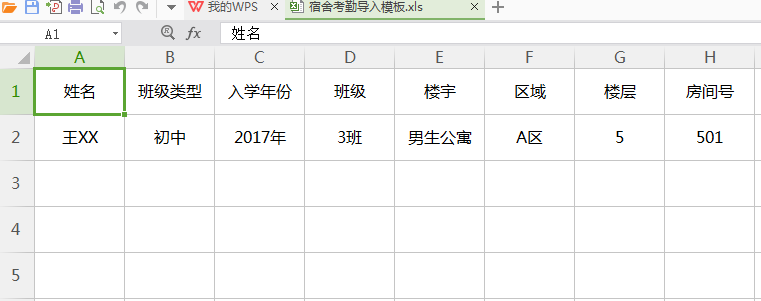 我的WPS 宿舍考勤导入模板.xls
A1 fx 姓名
A B C D E F G H
1 姓名 班级类型 入学年份 班级 楼宇 区域 楼层 房间号
2 王XX 初中 2017年 3班 男生公寓 A区 5 501
3
4
5